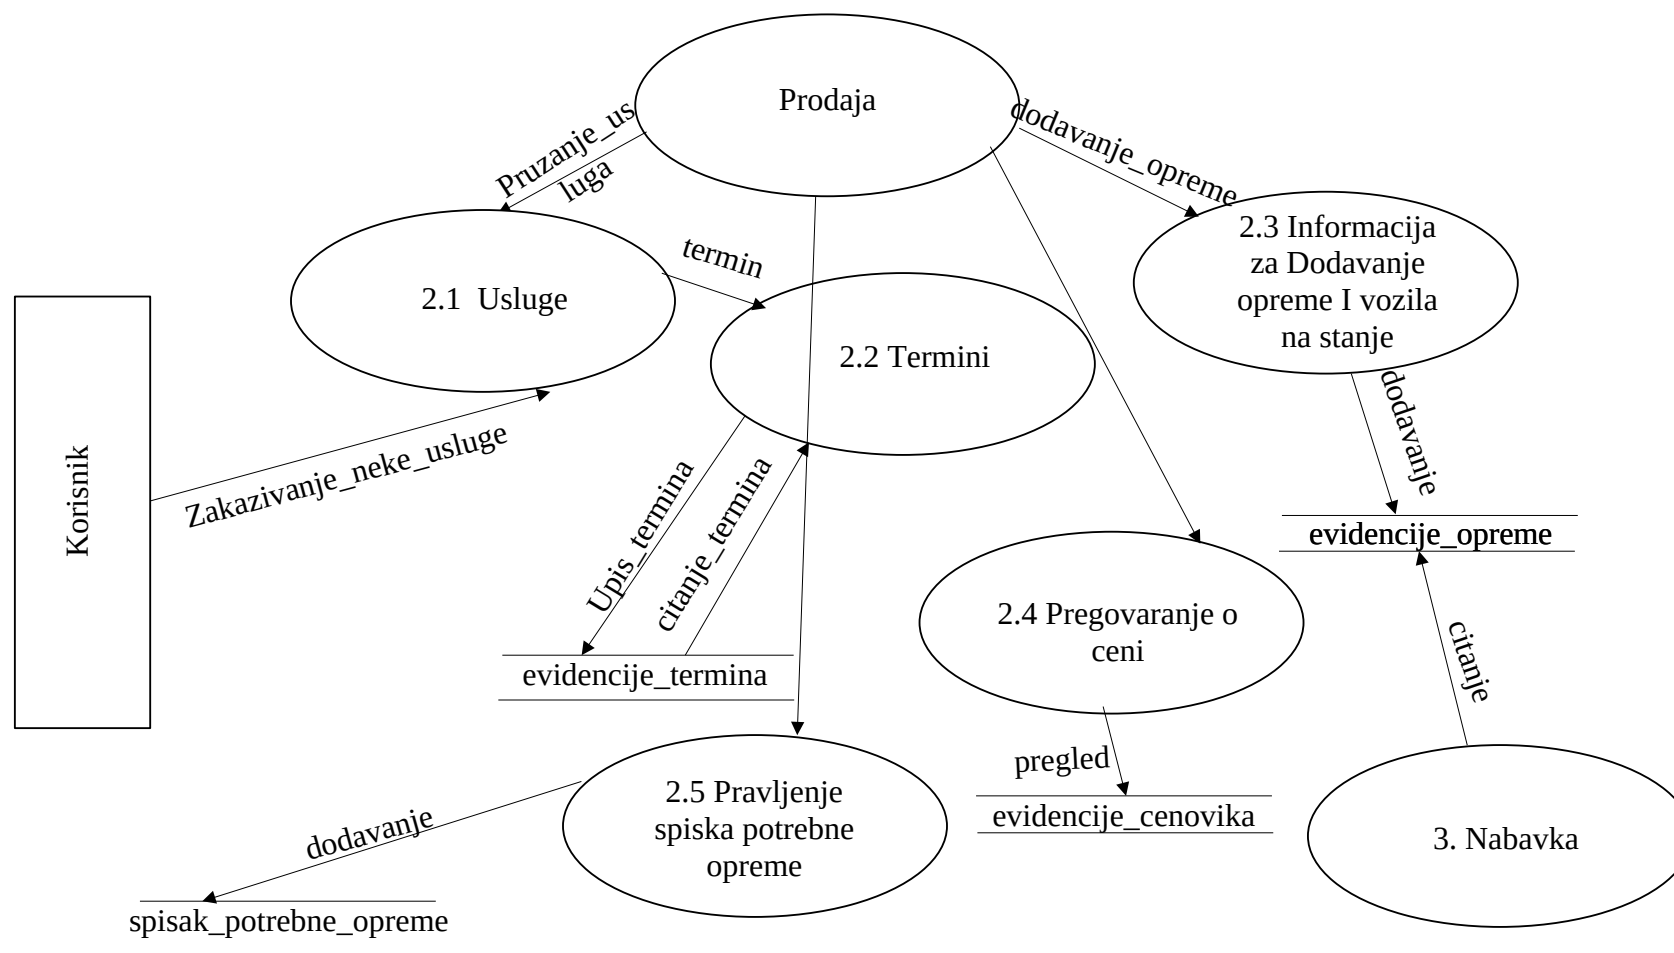 Prodaja
Pruzanje_us
luga
dodavanje_opreme
2.3 Informacija
za Dodavanje
opreme I vozila
na stanje
termin
2.1  Usluge
2.2 Termini
Korisnik
Zakazivanje_neke_usluge
Upis_termina
citanje_termina
dodavanje
evidencije_opreme
evidencije_termina
2.4 Pregovaranje o
ceni
citanje
pregled
2.5 Pravljenje
spiska potrebne
opreme
evidencije_cenovika
3. Nabavka
dodavanje
spisak_potrebne_opreme